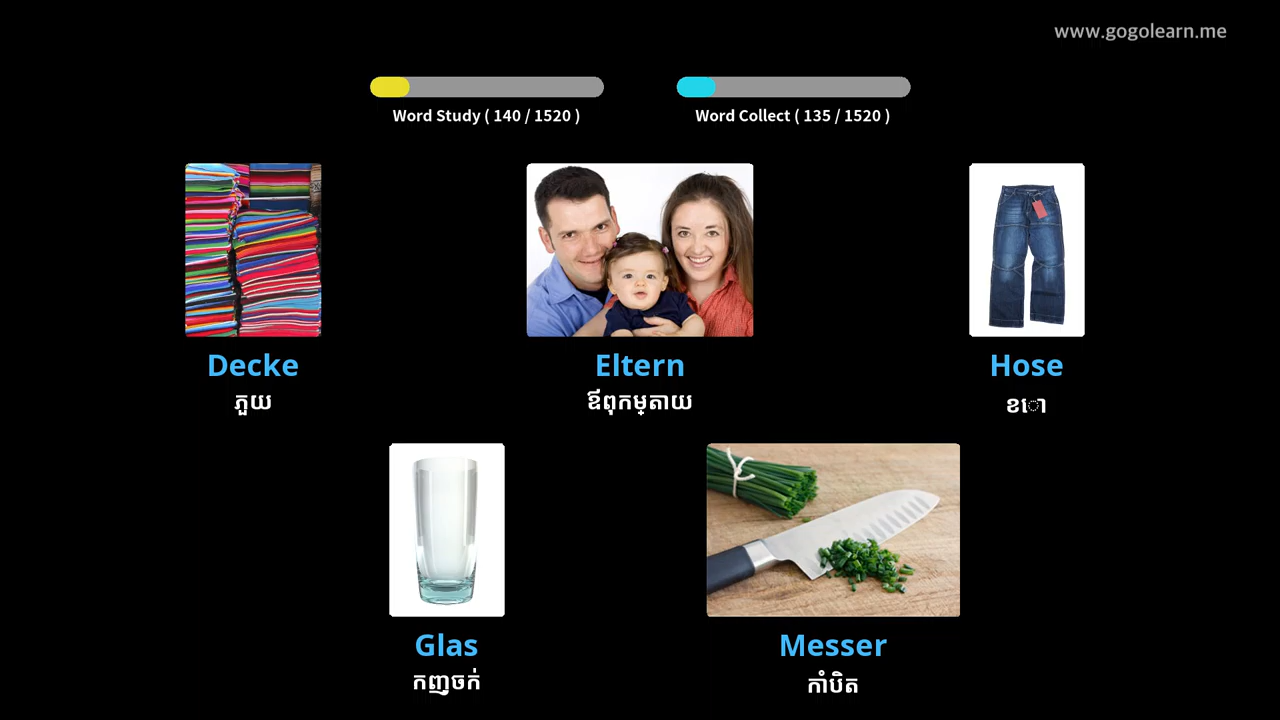 www.gogolearn.me
Word Study ( 140 / 1520 )
Word Collect ( 135 / 1520 )
Decke
Eltern
Hose
ភួយ
ឪពុកម្តាយ
ខោ
Glas
Messer
កញ្ចក់
កាំបិត